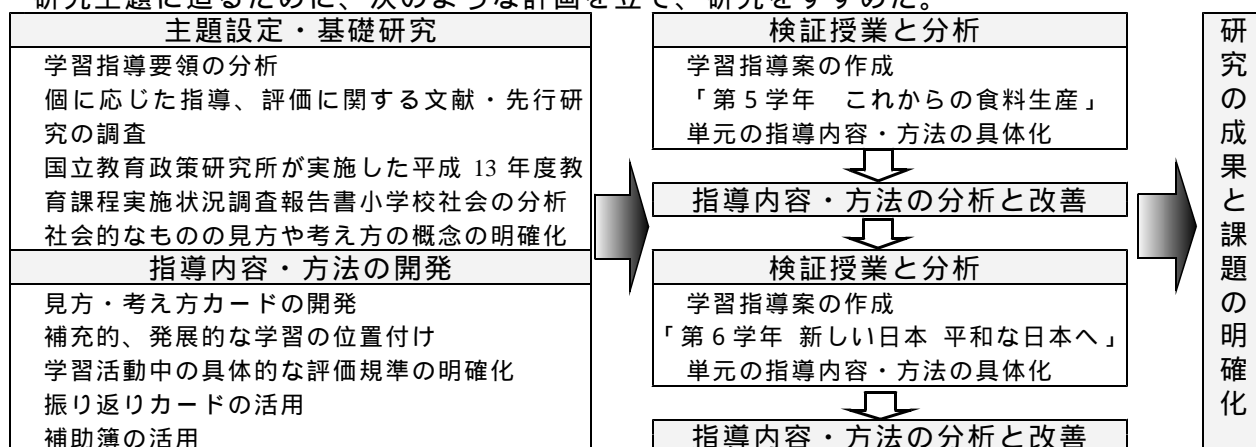 研究主題に迫るために、次のような計画を立て、研究をすすめた。
主題設定・基礎研究
学習指導要領の分析
個に応じた指導、評価に関する文献・先行研
究の調査
国立教育政策研究所が実施した平成 13 年度教
育課程実施状況調査報告書小学校社会の分析
社会的なものの見方や考え方の概念の明確化
指導内容・方法の開発
見方・考え方カードの開発
補充的、発展的な学習の位置付け
学習活動中の具体的な評価規準の明確化
振り返りカードの活用
補助簿の活用
検証授業と分析
学習指導案の作成
「第5学年 これからの食料生産」
単元の指導内容・方法の具体化
指導内容・方法の分析と改善
検証授業と分析
学習指導案の作成
「第6学年 新しい日本 平和な日本へ」
単元の指導内容・方法の具体化
指導内容・方法の分析と改善
研究の成果と課題の明確化